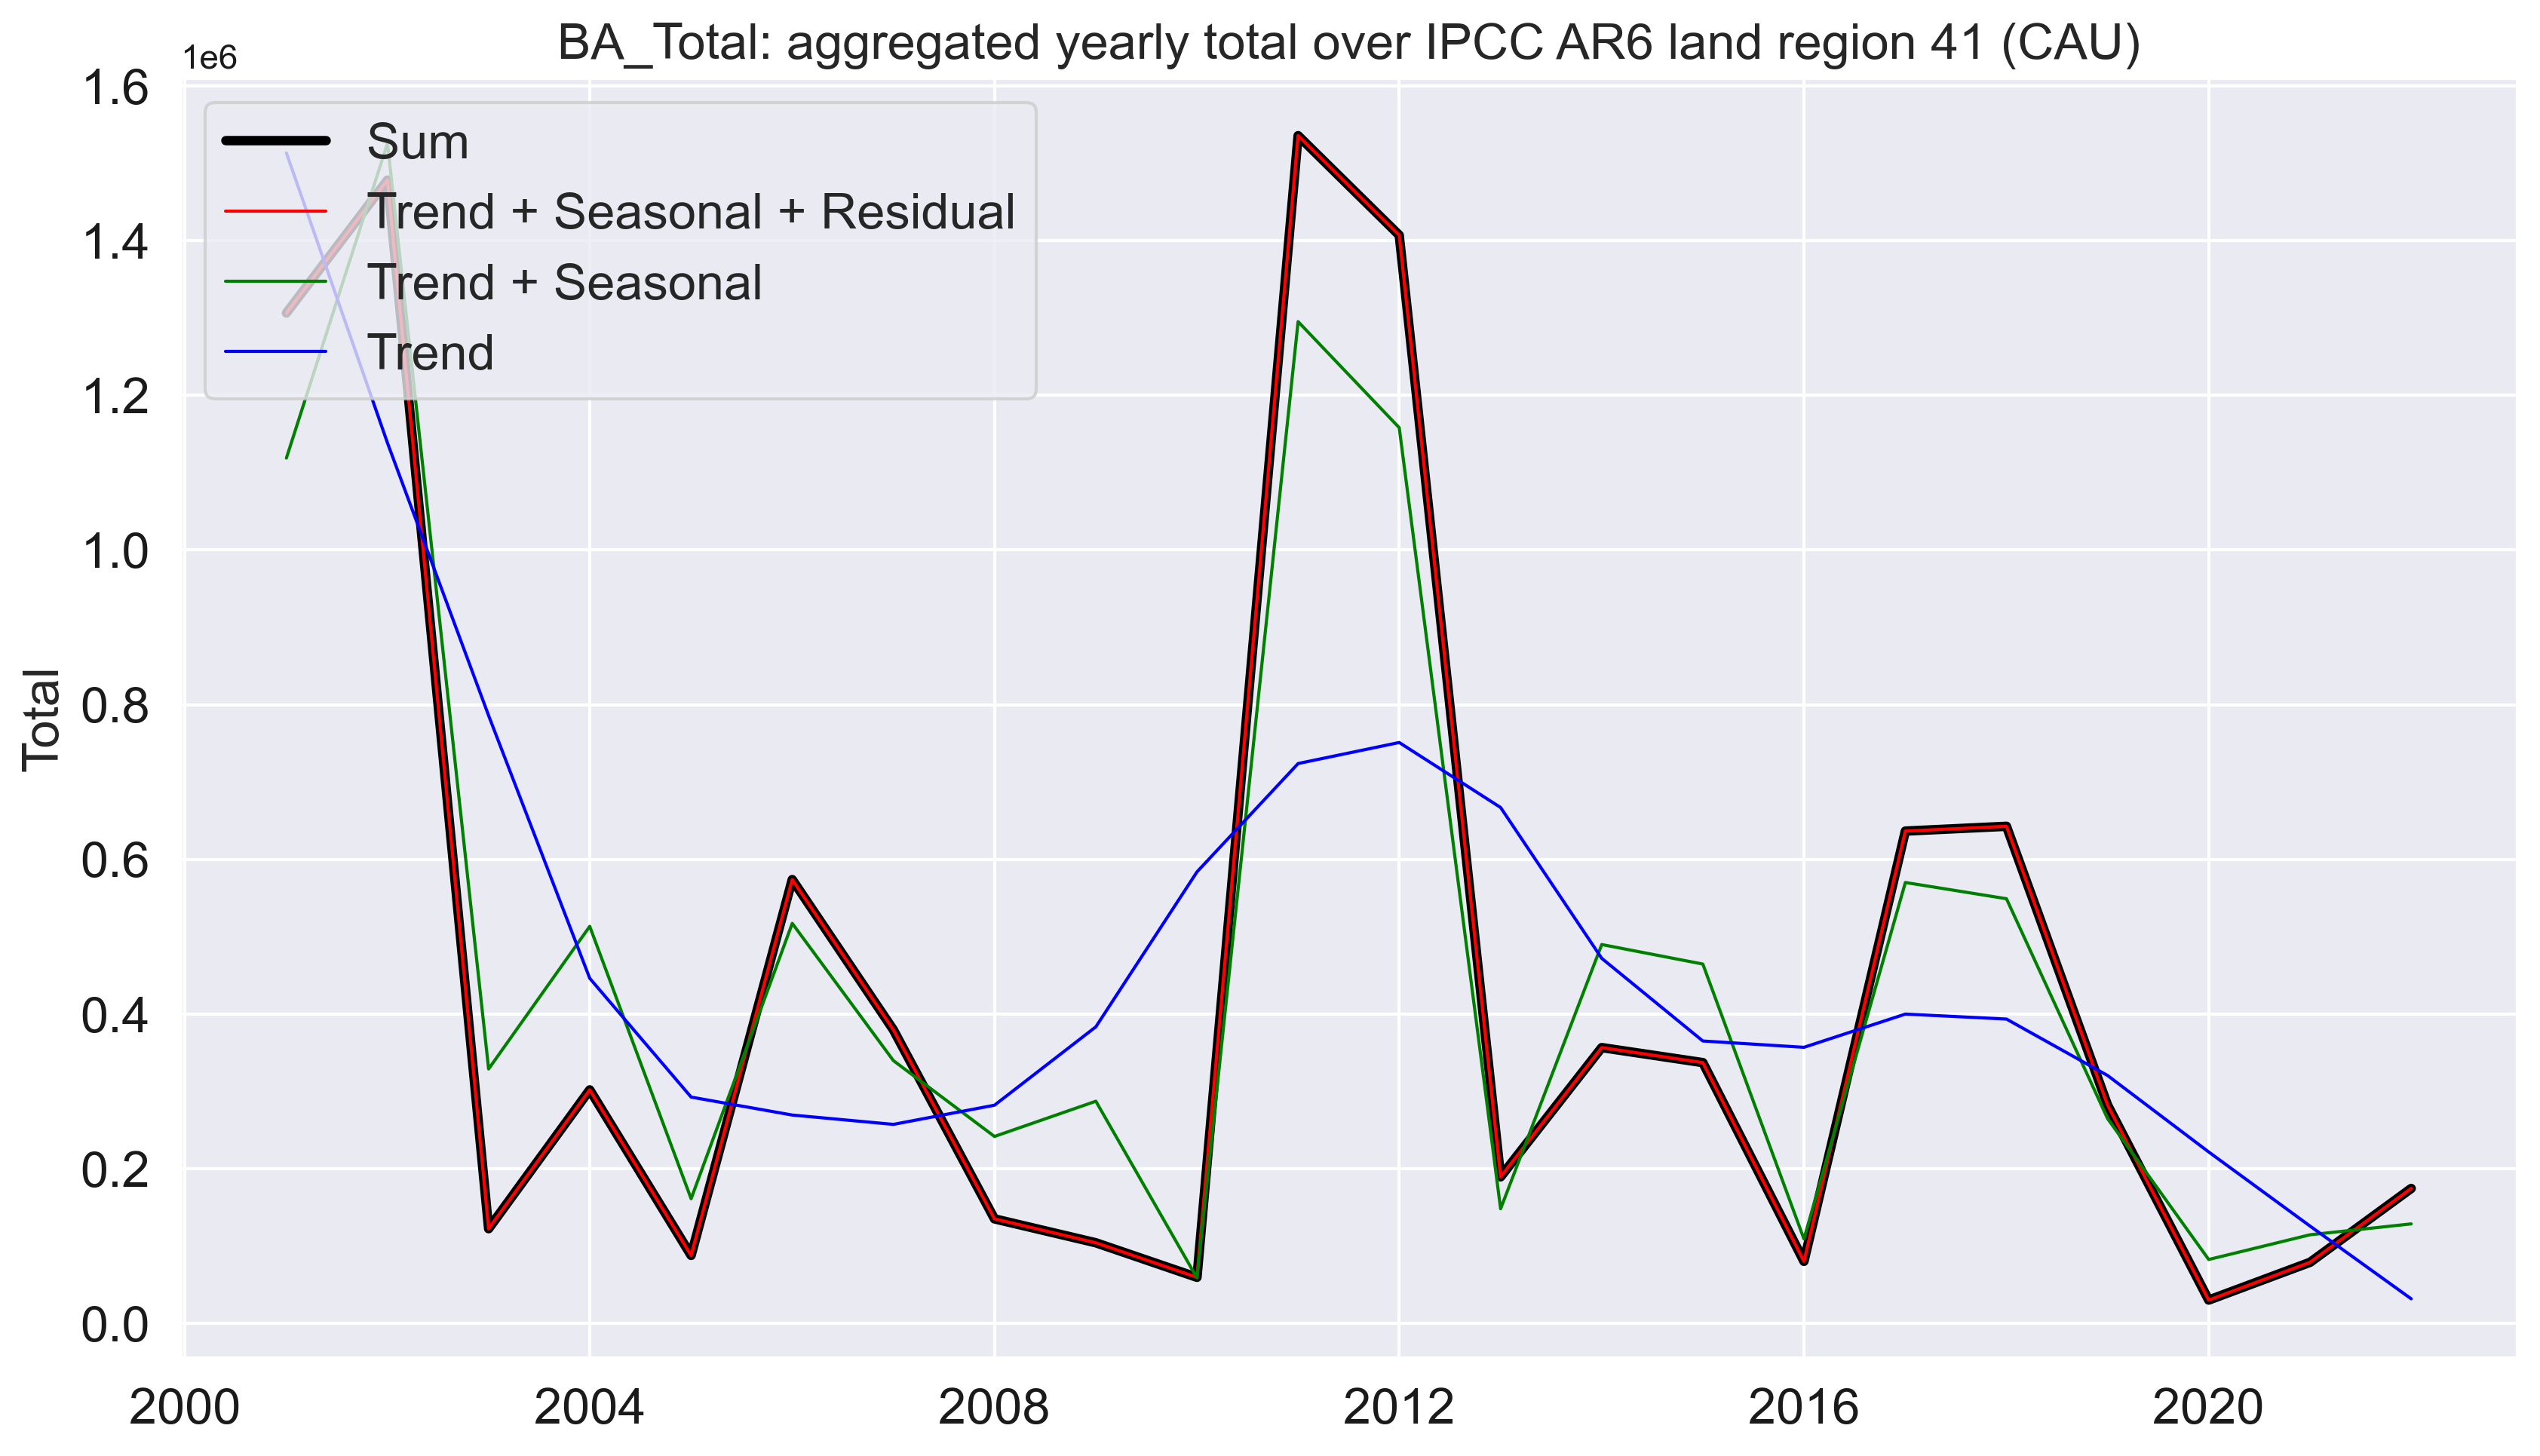 BA_Total: aggregated yearly total over IPCC AR6 land region 41 (CAU)
1e6
1.6
1.4
1.2
1.0
0.8
0.6
0.4
0.2
0.0
Total
Sum
Trend + Seasonal + Residual
Trend + Seasonal
Trend
2000
2004
2008
2012
2016
2020